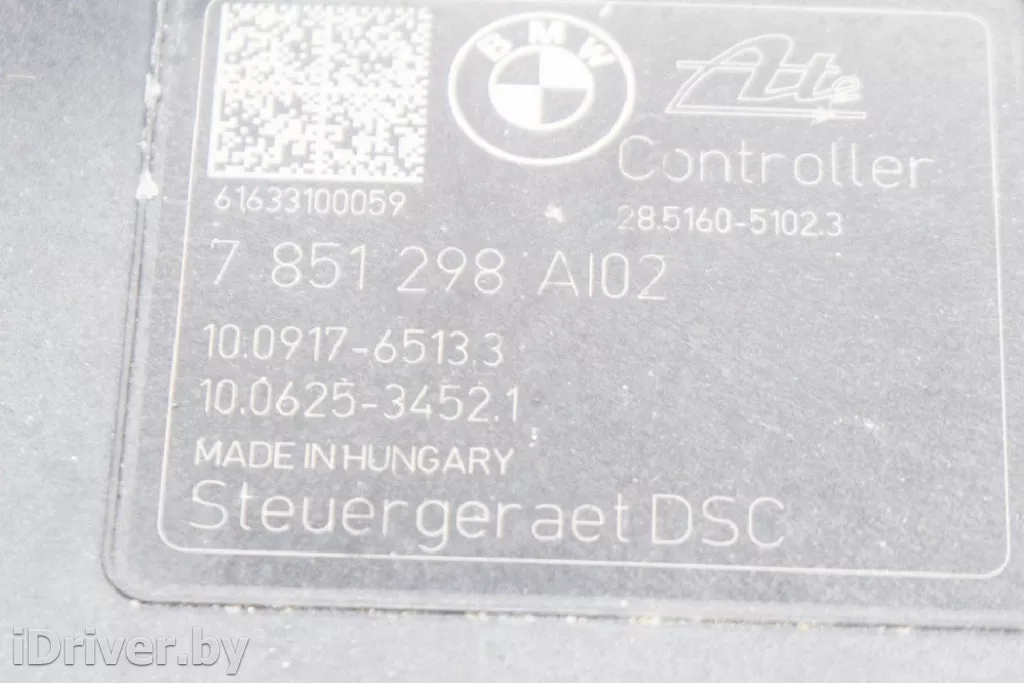 BMW
Ate
Controller
61633100059
28.5160-5102.3
7 851 298 AI02
10.0917-6513.3
10.0625-3452.1
MADE IN HUNGARY
Steuergeraet DSC
iDriver.by